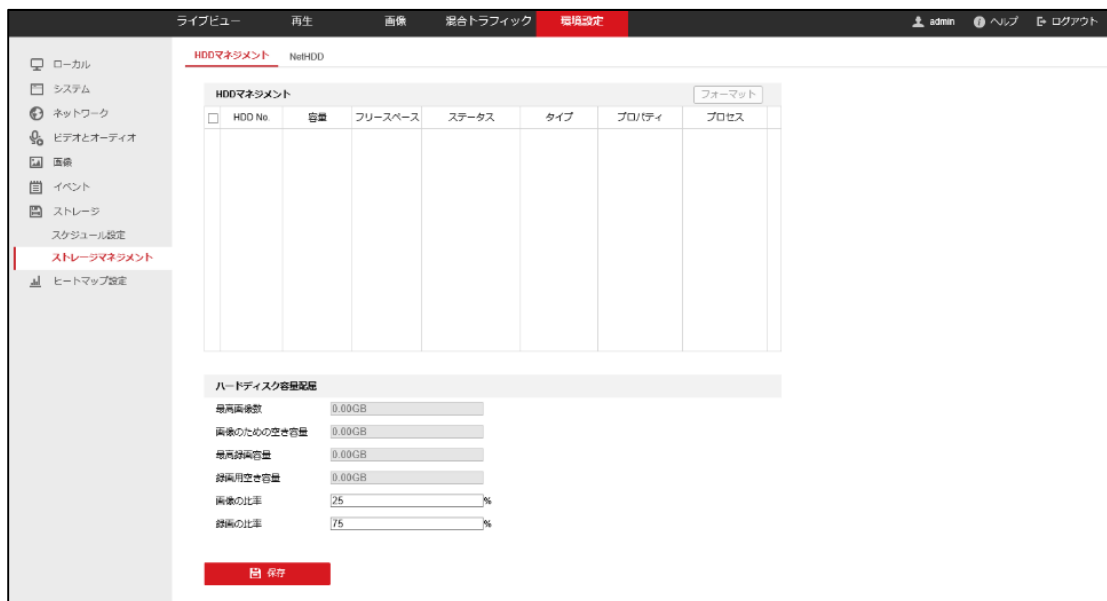 ライブビュー 再生 画像 混合トラフィック 環境設定 admin ヘルプ ログアウト
HDDマネジメント NetHDD
ローカル
システム
ネットワーク
ビデオとオーディオ
画像
イベント
ストレージ
スケジュール設定
ストレージマネジメント
ヒートマップ設定
HDDマネジメント フォーマット
HDD No. 容量 フリースペース ステータス タイプ プロパティ プロセス
ハードディスク容量配屋
最高画像数 0.00GB
画像のための空き容量 0.00GB
最高録画容量 0.00GB
録画用空き容量 0.00GB
画像の比率 25 %
録画の比率 75 %
保存